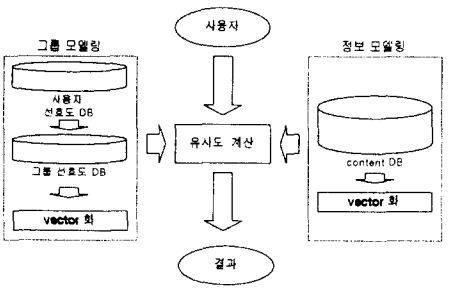 사용자
그룹 모델링
정보 모델링
사용자
선호도 DB
유사도 계산
그룹 선호도 DB
content DB
vector 화
vector 화
결과